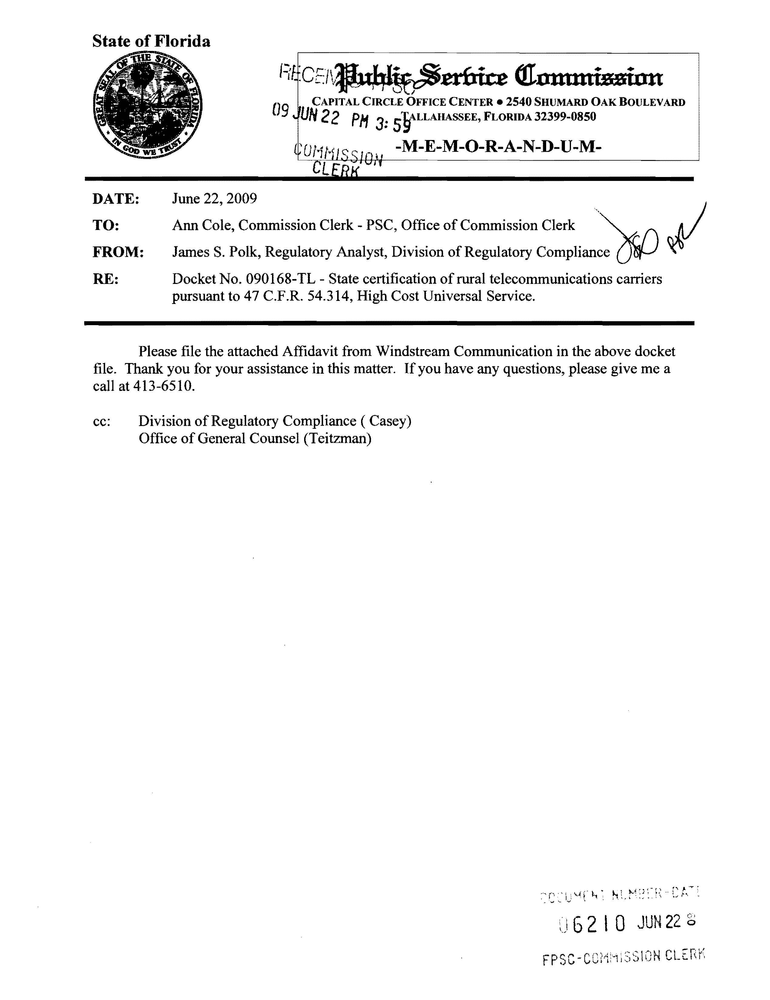 State of Florida
GREAT SEAL OF THE STATE OF FLORIDA
IN GOD WE TRUST
Public Service Commission
CAPITAL CIRCLE OFFICE CENTER ● 2540 SHUMARD OAK BOULEVARD
TALLAHASSEE, FLORIDA 32399-0850
-M-E-M-O-R-A-N-D-U-M-
09 JUN 22 PM 3: 59
COMMISSION
CLERK
DATE: June 22, 2009
TO: Ann Cole, Commission Clerk - PSC, Office of Commission Clerk
FROM: James S. Polk, Regulatory Analyst, Division of Regulatory Compliance
RE: Docket No. 090168-TL - State certification of rural telecommunications carriers
pursuant to 47 C.F.R. 54.314, High Cost Universal Service.
Please file the attached Affidavit from Windstream Communication in the above docket
file. Thank you for your assistance in this matter. If you have any questions, please give me a
call at 413-6510.
cc: Division of Regulatory Compliance ( Casey)
Office of General Counsel (Teitzman)
DOCUMENT NUMBER-DATE
06210 JUN 22
FPSC-COMMISSION CLERK